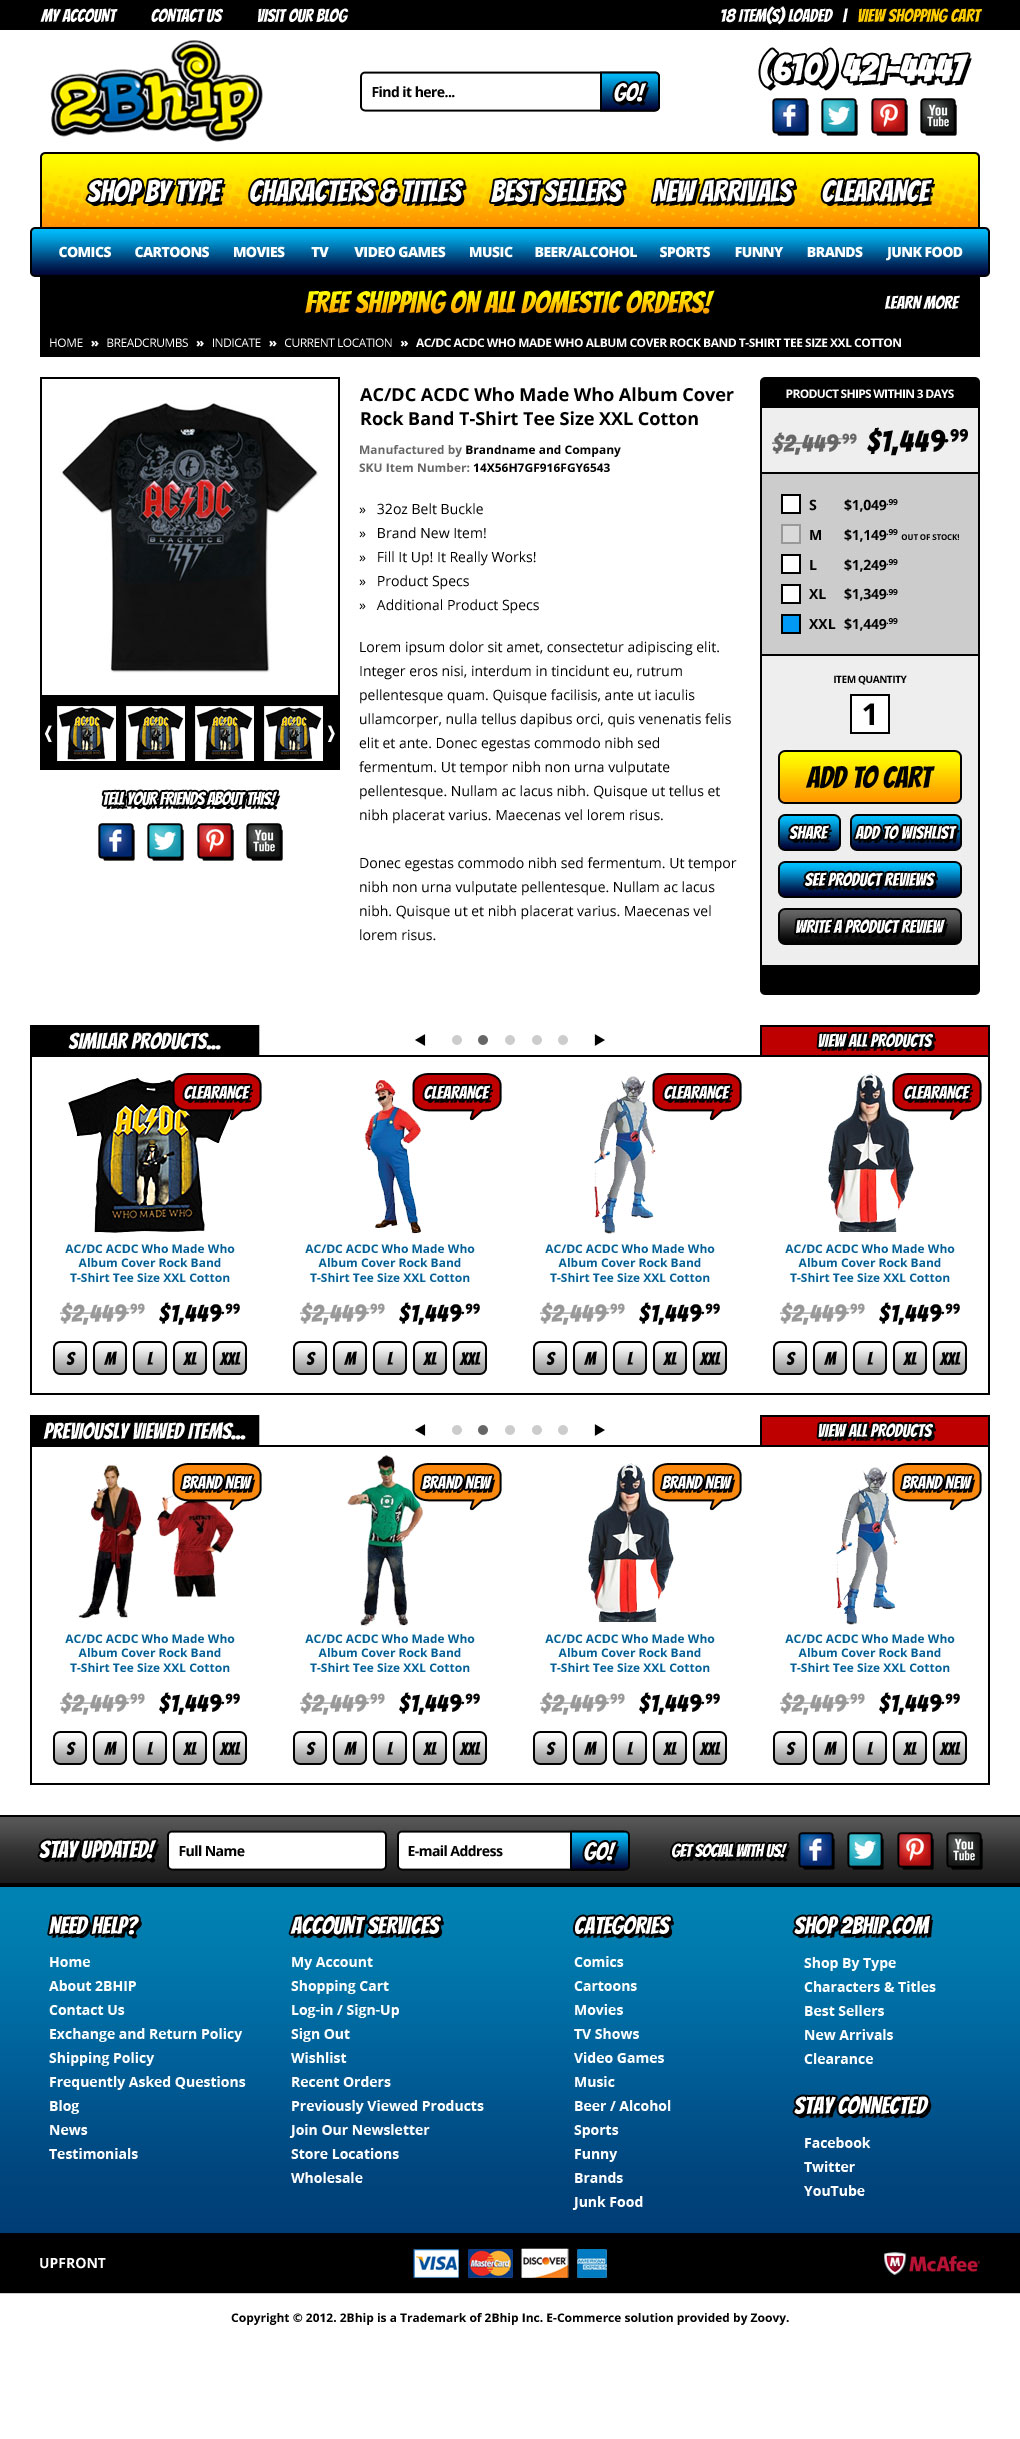 MY ACCOUNT CONTACT US VISIT OUR BLOG 18 ITEM(S) LOADED | VIEW SHOPPING CART
2Bhip
Find it here... GO!
(610) 421-4447
You Tube
SHOP BY TYPE CHARACTERS & TITLES BEST SELLERS NEW ARRIVALS CLEARANCE
COMICS CARTOONS MOVIES TV VIDEO GAMES MUSIC BEER/ALCOHOL SPORTS FUNNY BRANDS JUNK FOOD
FREE SHIPPING ON ALL DOMESTIC ORDERS! LEARN MORE
HOME » BREADCRUMBS » INDICATE » CURRENT LOCATION » AC/DC ACDC WHO MADE WHO ALBUM COVER ROCK BAND T-SHIRT TEE SIZE XXL COTTON
AC/DC
BLACK ICE
AC/DC AC/DC AC/DC AC/DC
TELL YOUR FRIENDS ABOUT THIS!
You Tube
AC/DC ACDC Who Made Who Album Cover
Rock Band T-Shirt Tee Size XXL Cotton
Manufactured by Brandname and Company
SKU Item Number: 14X56H7GF916FGY6543
» 32oz Belt Buckle
» Brand New Item!
» Fill It Up! It Really Works!
» Product Specs
» Additional Product Specs
Lorem ipsum dolor sit amet, consectetur adipiscing elit.
Integer eros nisi, interdum in tincidunt eu, rutrum
pellentesque quam. Quisque facilisis, ante ut iaculis
ullamcorper, nulla tellus dapibus orci, quis venenatis felis
elit et ante. Donec egestas commodo nibh sed
fermentum. Ut tempor nibh non urna vulputate
pellentesque. Nullam ac lacus nibh. Quisque ut tellus et
nibh placerat varius. Maecenas vel lorem risus.
Donec egestas commodo nibh sed fermentum. Ut tempor
nibh non urna vulputate pellentesque. Nullam ac lacus
nibh. Quisque ut et nibh placerat varius. Maecenas vel
lorem risus.
PRODUCT SHIPS WITHIN 3 DAYS
$2,449.99 $1,449.99
S $1,049.99
M $1,149.99 OUT OF STOCK!
L $1,249.99
XL $1,349.99
XXL $1,449.99
ITEM QUANTITY
1
ADD TO CART
SHARE ADD TO WISHLIST
SEE PRODUCT REVIEWS
WRITE A PRODUCT REVIEW
SIMILAR PRODUCTS... VIEW ALL PRODUCTS
CLEARANCE CLEARANCE CLEARANCE CLEARANCE
AC/DC
WHO MADE WHO
AC/DC ACDC Who Made Who AC/DC ACDC Who Made Who AC/DC ACDC Who Made Who AC/DC ACDC Who Made Who
Album Cover Rock Band Album Cover Rock Band Album Cover Rock Band Album Cover Rock Band
T-Shirt Tee Size XXL Cotton T-Shirt Tee Size XXL Cotton T-Shirt Tee Size XXL Cotton T-Shirt Tee Size XXL Cotton
$2,449.99 $1,449.99 $2,449.99 $1,449.99 $2,449.99 $1,449.99 $2,449.99 $1,449.99
S M L XL XXL S M L XL XXL S M L XL XXL S M L XL XXL
PREVIOUSLY VIEWED ITEMS... VIEW ALL PRODUCTS
BRAND NEW BRAND NEW BRAND NEW BRAND NEW
AC/DC ACDC Who Made Who AC/DC ACDC Who Made Who AC/DC ACDC Who Made Who AC/DC ACDC Who Made Who
Album Cover Rock Band Album Cover Rock Band Album Cover Rock Band Album Cover Rock Band
T-Shirt Tee Size XXL Cotton T-Shirt Tee Size XXL Cotton T-Shirt Tee Size XXL Cotton T-Shirt Tee Size XXL Cotton
$2,449.99 $1,449.99 $2,449.99 $1,449.99 $2,449.99 $1,449.99 $2,449.99 $1,449.99
S M L XL XXL S M L XL XXL S M L XL XXL S M L XL XXL
STAY UPDATED! Full Name E-mail Address GO! GET SOCIAL WITH US! You Tube
NEED HELP?
Home
About 2BHIP
Contact Us
Exchange and Return Policy
Shipping Policy
Frequently Asked Questions
Blog
News
Testimonials
ACCOUNT SERVICES
My Account
Shopping Cart
Log-in / Sign-Up
Sign Out
Wishlist
Recent Orders
Previously Viewed Products
Join Our Newsletter
Store Locations
Wholesale
CATEGORIES
Comics
Cartoons
Movies
TV Shows
Video Games
Music
Beer / Alcohol
Sports
Funny
Brands
Junk Food
SHOP 2BHIP.COM
Shop By Type
Characters & Titles
Best Sellers
New Arrivals
Clearance
STAY CONNECTED
Facebook
Twitter
YouTube
UPFRONT VISA MasterCard DISCOVER AMERICAN EXPRESS McAfee
Copyright © 2012. 2Bhip is a Trademark of 2Bhip Inc. E-Commerce solution provided by Zoovy.